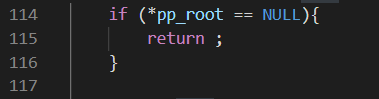 114 if (*pp_root == NULL){
115 return ;
116 }
117